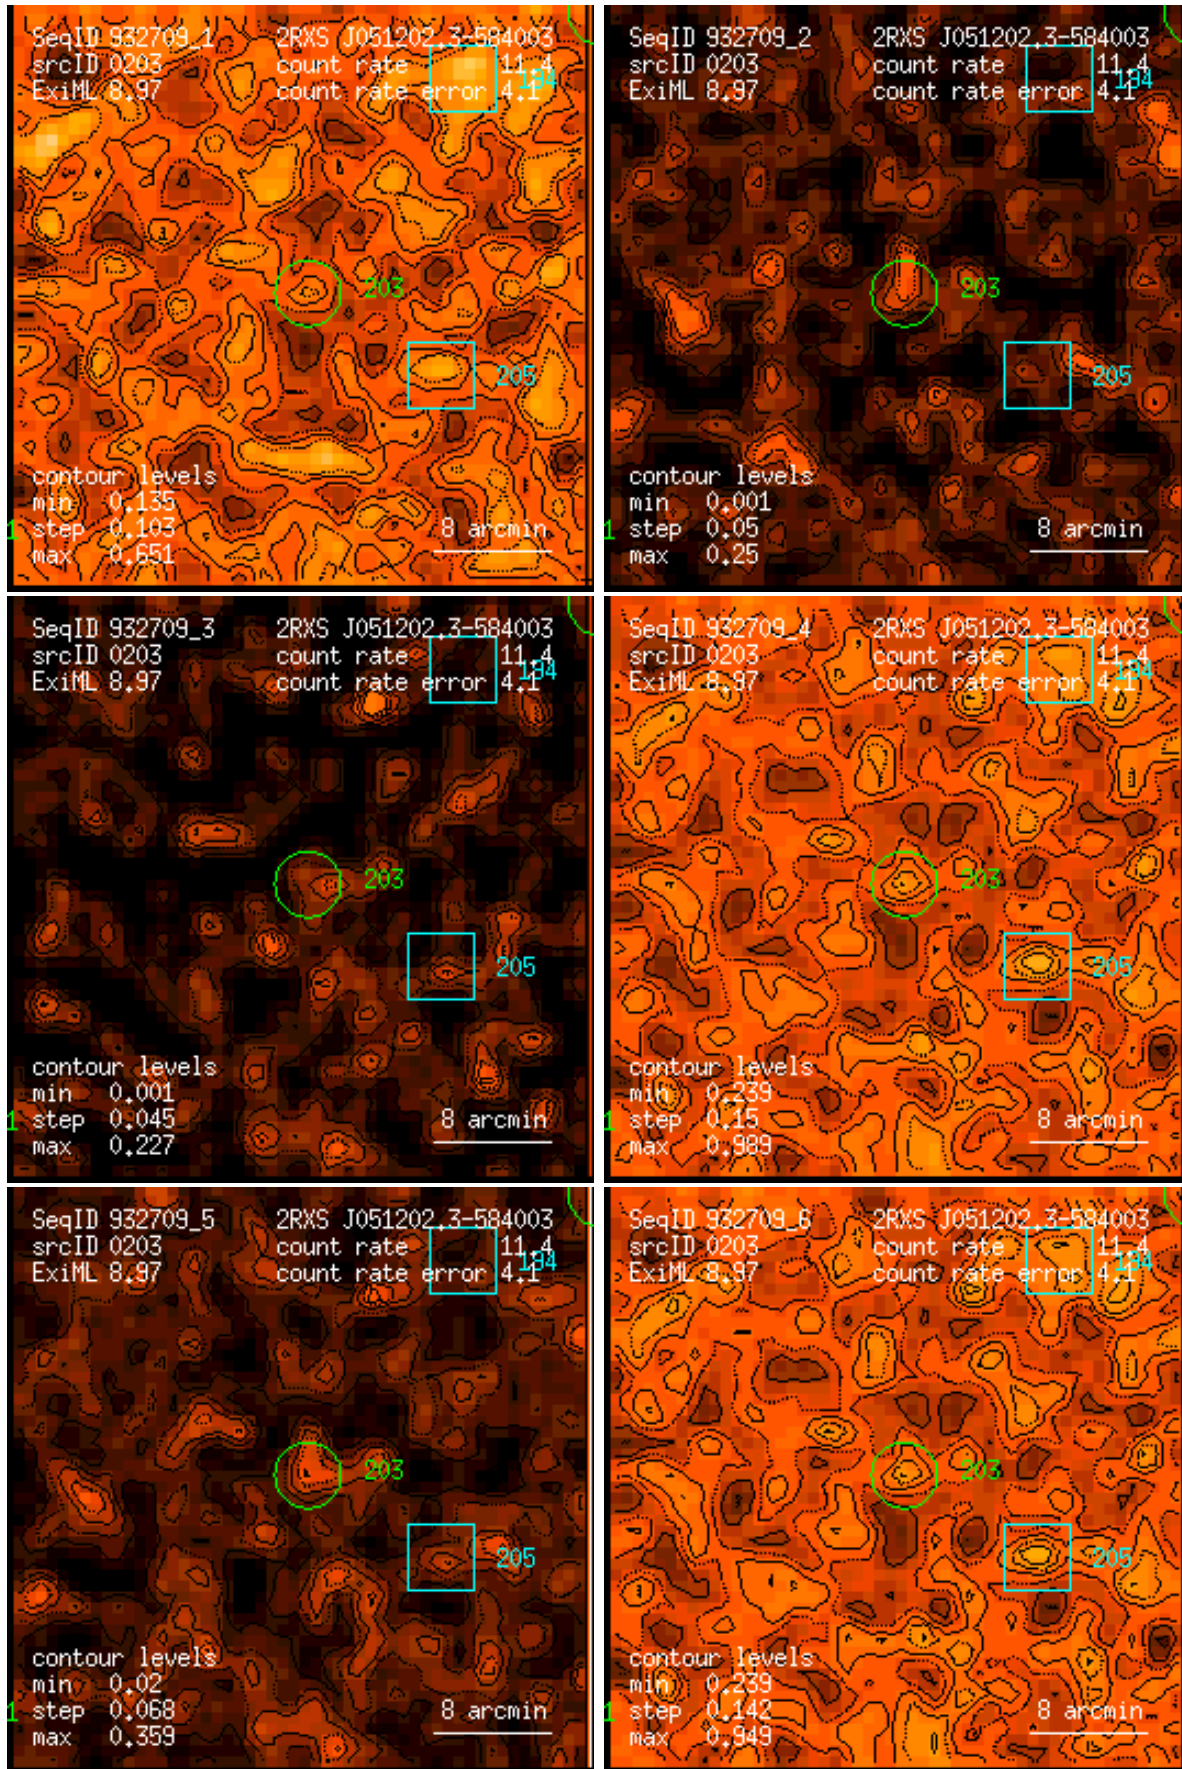 SeqID 932709_1 2RXS J051202.3-584003
srcID 0203 count rate 11.4
ExiML 8.97 count rate error 4.1
194
203
205
contour levels
min 0.135
step 0.103
max 0.651
8 arcmin
1
SeqID 932709_2 2RXS J051202.3-584003
srcID 0203 count rate 11.4
ExiML 8.97 count rate error 4.1
194
203
205
contour levels
min 0.001
step 0.05
max 0.25
8 arcmin
1
SeqID 932709_3 2RXS J051202.3-584003
srcID 0203 count rate 11.4
ExiML 8.97 count rate error 4.1
194
203
205
contour levels
min 0.001
step 0.045
max 0.227
8 arcmin
1
SeqID 932709_4 2RXS J051202.3-584003
srcID 0203 count rate 11.4
ExiML 8.97 count rate error 4.1
194
203
205
contour levels
min 0.239
step 0.15
max 0.989
8 arcmin
1
SeqID 932709_5 2RXS J051202.3-584003
srcID 0203 count rate 11.4
ExiML 8.97 count rate error 4.1
194
203
205
contour levels
min 0.02
step 0.068
max 0.359
8 arcmin
1
SeqID 932709_6 2RXS J051202.3-584003
srcID 0203 count rate 11.4
ExiML 8.97 count rate error 4.1
194
203
205
contour levels
min 0.239
step 0.142
max 0.949
8 arcmin
1